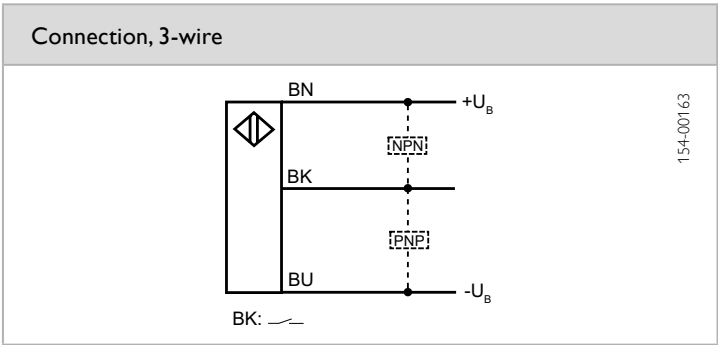 Connection, 3-wire
BN
+U_B
154-00163
NPN
BK
PNP
BU
-U_B
BK: